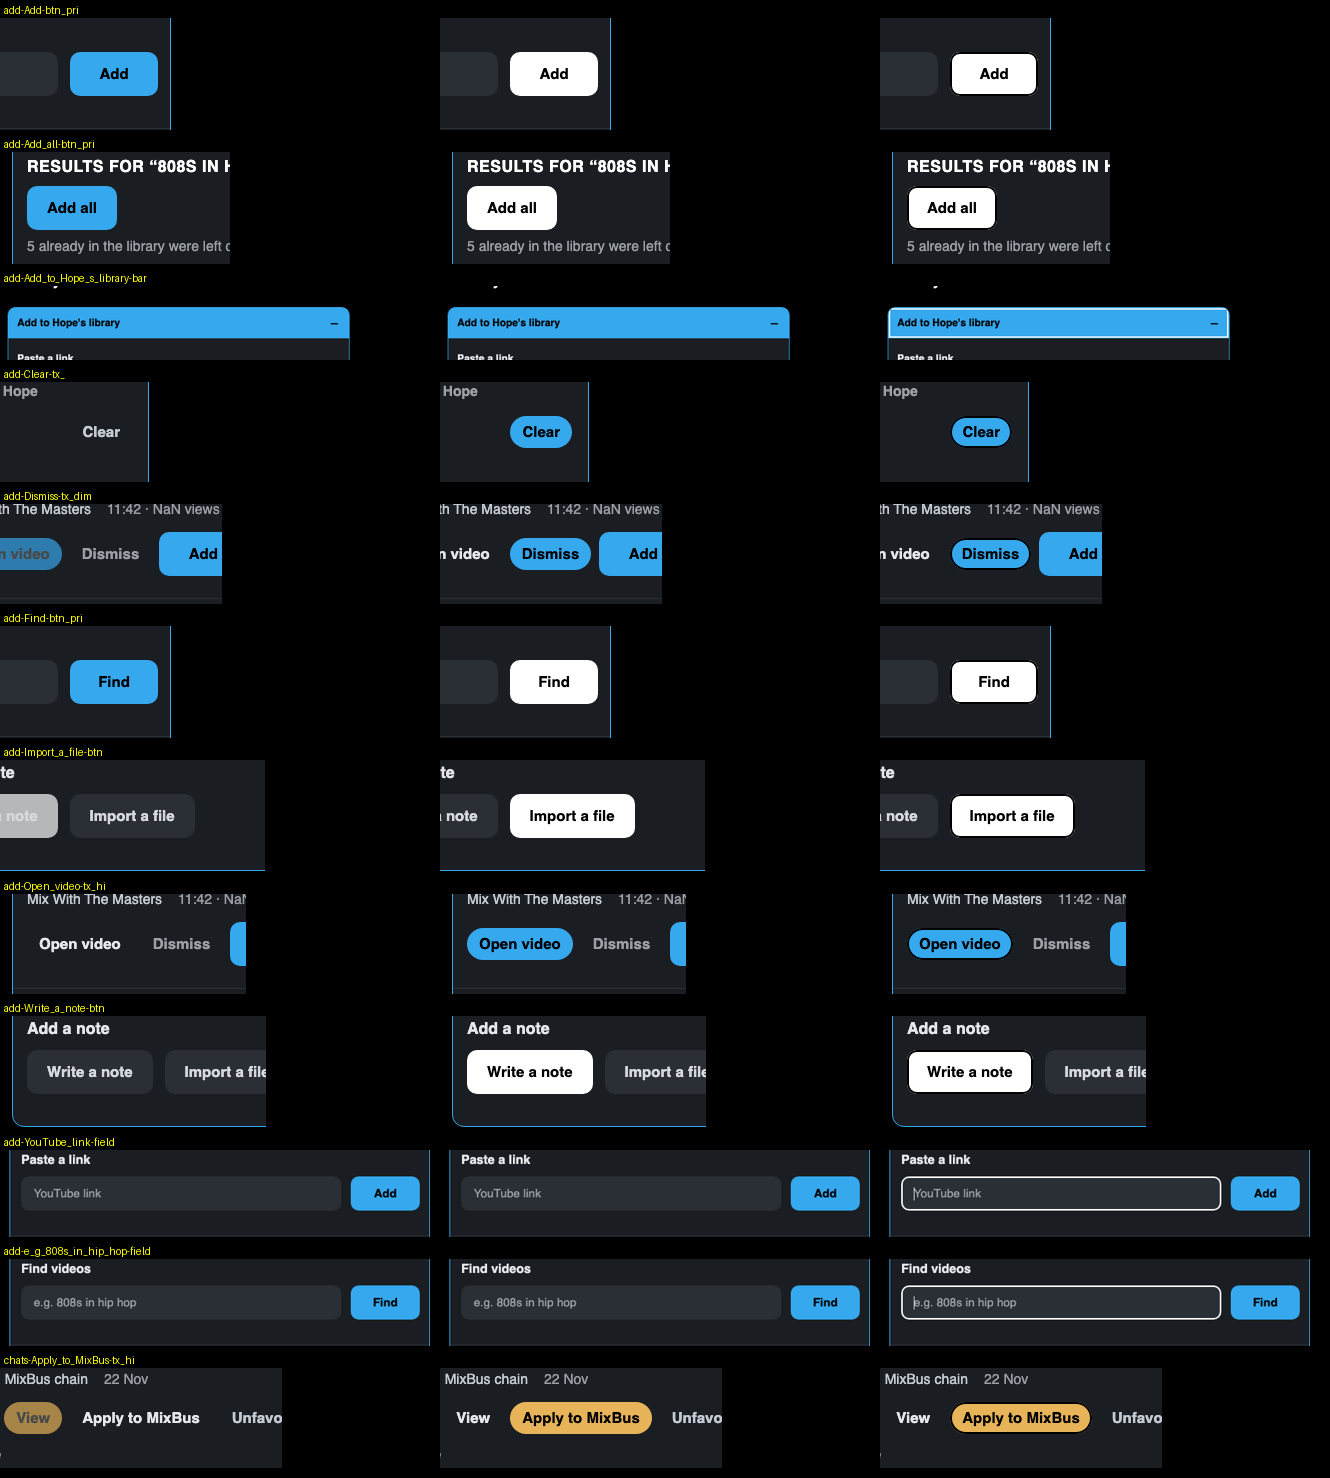 add-Add-btn_pri
Add Add Add
add-Add_all-btn_pri
RESULTS FOR “808S IN H RESULTS FOR “808S IN H RESULTS FOR “808S IN H
Add all Add all Add all
5 already in the library were left 5 already in the library were left 5 already in the library were left
add-Add_to_Hope_s_library-bar
Add to Hope's library – Add to Hope's library – Add to Hope's library –
Paste a link Paste a link Paste a link
add-Clear-tx_
Hope Hope Hope
Clear Clear Clear
add-Dismiss-tx_dim
th The Masters 11:42 · NaN views th The Masters 11:42 · NaN views th The Masters 11:42 · NaN views
n video Dismiss Add n video Dismiss Add n video Dismiss Add
add-Find-btn_pri
Find Find Find
add-Import_a_file-btn
te te te
note Import a file note Import a file note Import a file
add-Open_video-tx_hi
Mix With The Masters 11:42 · NaN Mix With The Masters 11:42 · NaN Mix With The Masters 11:42 · NaN
Open video Dismiss Open video Dismiss Open video Dismiss
add-Write_a_note-btn
Add a note Add a note Add a note
Write a note Import a file Write a note Import a file Write a note Import a file
add-YouTube_link-field
Paste a link Paste a link Paste a link
YouTube link Add YouTube link Add YouTube link Add
add-e_g_808s_in_hip_hop-field
Find videos Find videos Find videos
e.g. 808s in hip hop Find e.g. 808s in hip hop Find e.g. 808s in hip hop Find
chats-Apply_to_MixBus-tx_hi
MixBus chain 22 Nov MixBus chain 22 Nov MixBus chain 22 Nov
View Apply to MixBus Unfavo View Apply to MixBus Unfavo View Apply to MixBus Unfavo